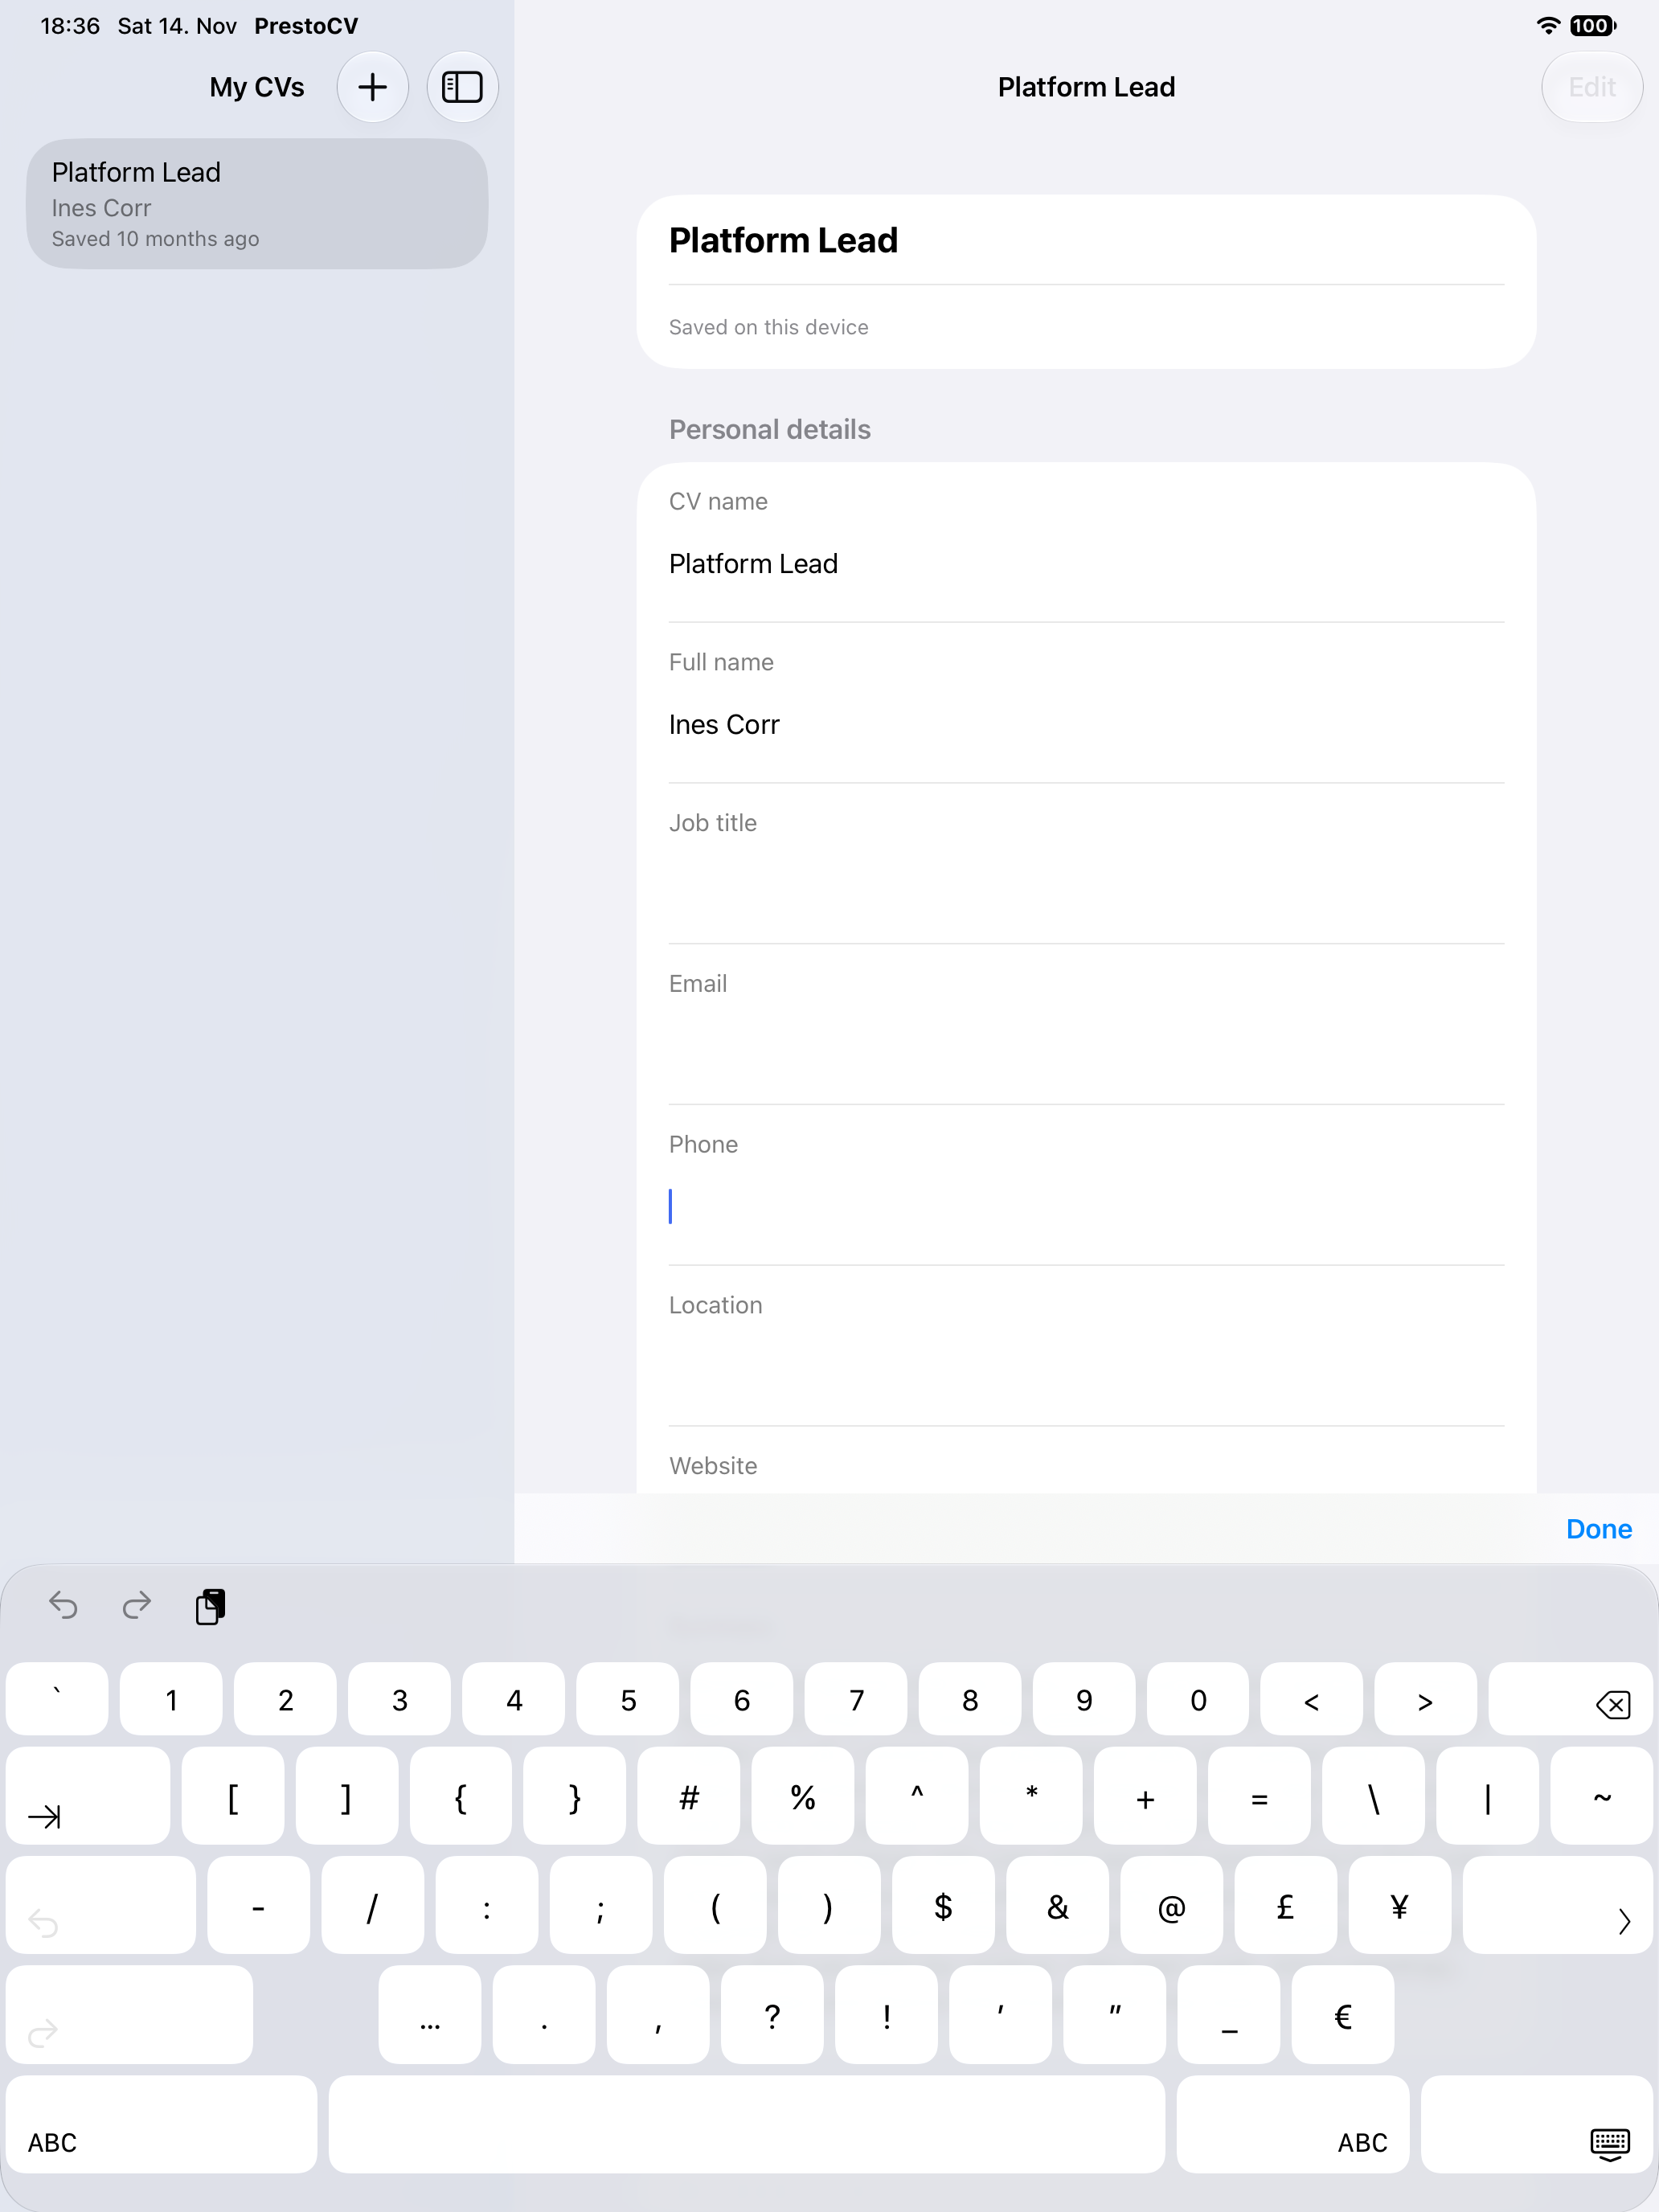 18:36 Sat 14. Nov PrestoCV
100
My CVs
Platform Lead
Edit
Platform Lead
Ines Corr
Saved 10 months ago
Platform Lead
Saved on this device
Personal details
CV name
Platform Lead
Full name
Ines Corr
Job title
Email
Phone
Location
Website
Done
` 1 2 3 4 5 6 7 8 9 0 < >
[ ] { } # % ^ * + = \ | ~
- / : ; ( ) $ & @ £ ¥
… . , ? ! ' " _ €
ABC ABC